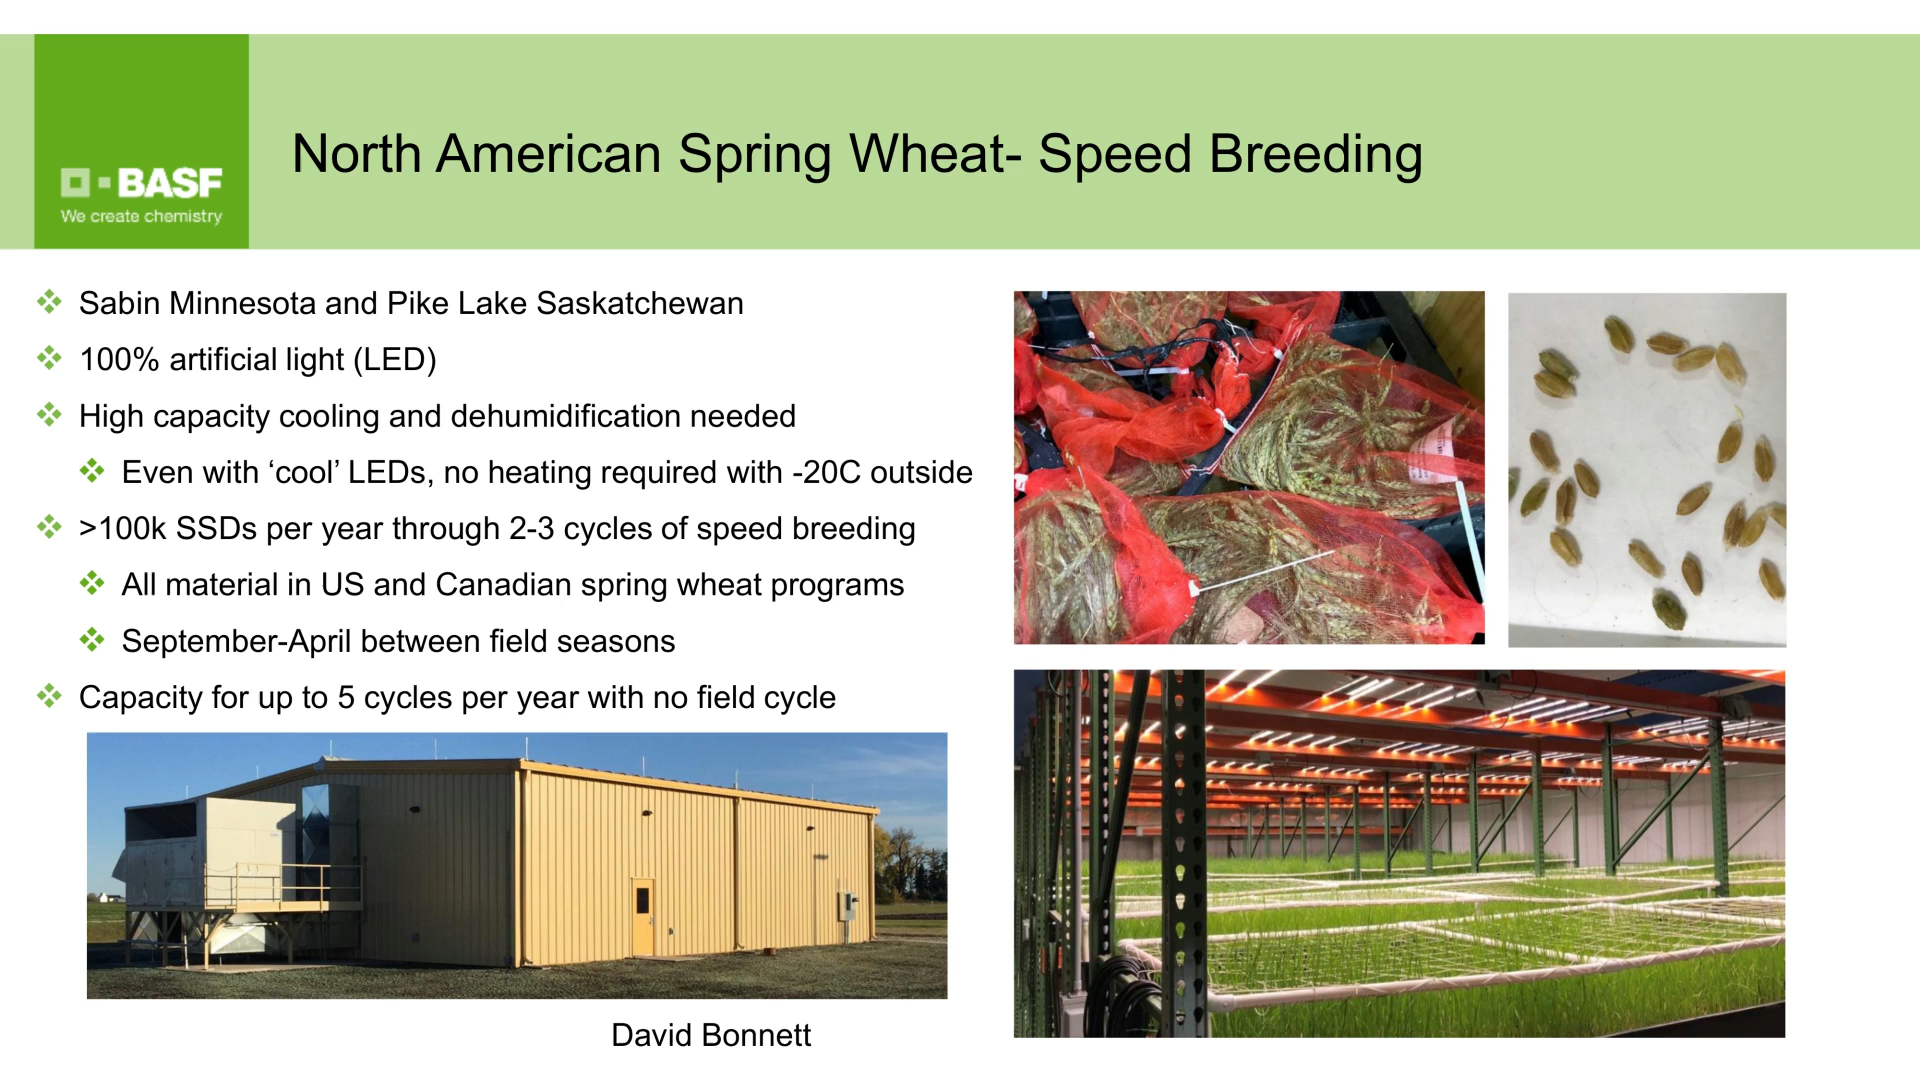 BASF
We create chemistry
North American Spring Wheat- Speed Breeding
Sabin Minnesota and Pike Lake Saskatchewan
100% artificial light (LED)
High capacity cooling and dehumidification needed
Even with ‘cool’ LEDs, no heating required with -20C outside
>100k SSDs per year through 2-3 cycles of speed breeding
All material in US and Canadian spring wheat programs
September-April between field seasons
Capacity for up to 5 cycles per year with no field cycle
David Bonnett